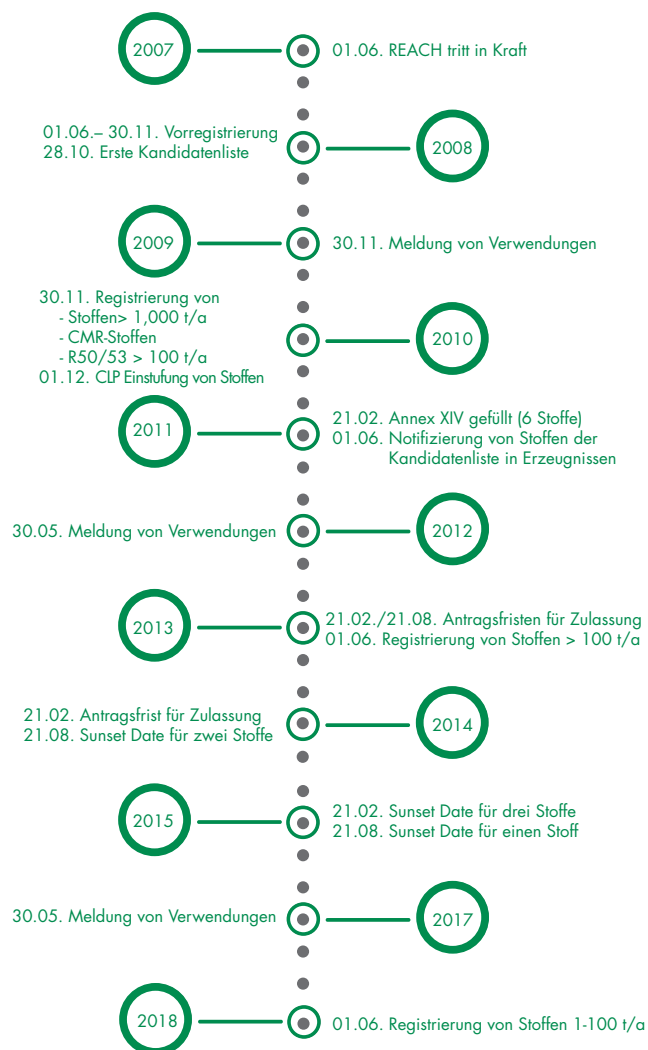 2007
01.06. REACH tritt in Kraft
01.06.– 30.11. Vorregistrierung
28.10. Erste Kandidatenliste
2008
2009
30.11. Meldung von Verwendungen
30.11. Registrierung von
- Stoffen> 1,000 t/a
- CMR-Stoffen
- R50/53 > 100 t/a
01.12. CLP Einstufung von Stoffen
2010
2011
21.02. Annex XIV gefüllt (6 Stoffe)
01.06. Notifizierung von Stoffen der
Kandidatenliste in Erzeugnissen
30.05. Meldung von Verwendungen
2012
2013
21.02./21.08. Antragsfristen für Zulassung
01.06. Registrierung von Stoffen > 100 t/a
21.02. Antragsfrist für Zulassung
21.08. Sunset Date für zwei Stoffe
2014
2015
21.02. Sunset Date für drei Stoffe
21.08. Sunset Date für einen Stoff
30.05. Meldung von Verwendungen
2017
2018
01.06. Registrierung von Stoffen 1-100 t/a